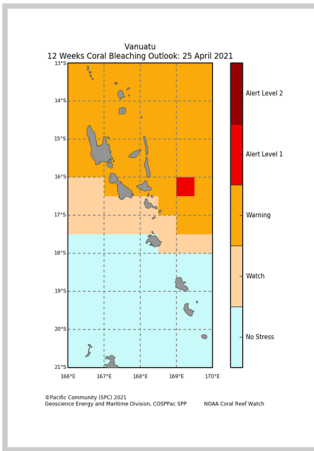 Vanuatu
12 Weeks Coral Bleaching Outlook: 25 April 2021
13°S
14°S
15°S
16°S
17°S
18°S
19°S
20°S
21°S
166°E 167°E 168°E 169°E 170°E
Alert Level 2
Alert Level 1
Warning
Watch
No Stress
©Pacific Community (SPC) 2021
Geoscience Energy and Maritime Division, COSPPac SPP NOAA Coral Reef Watch